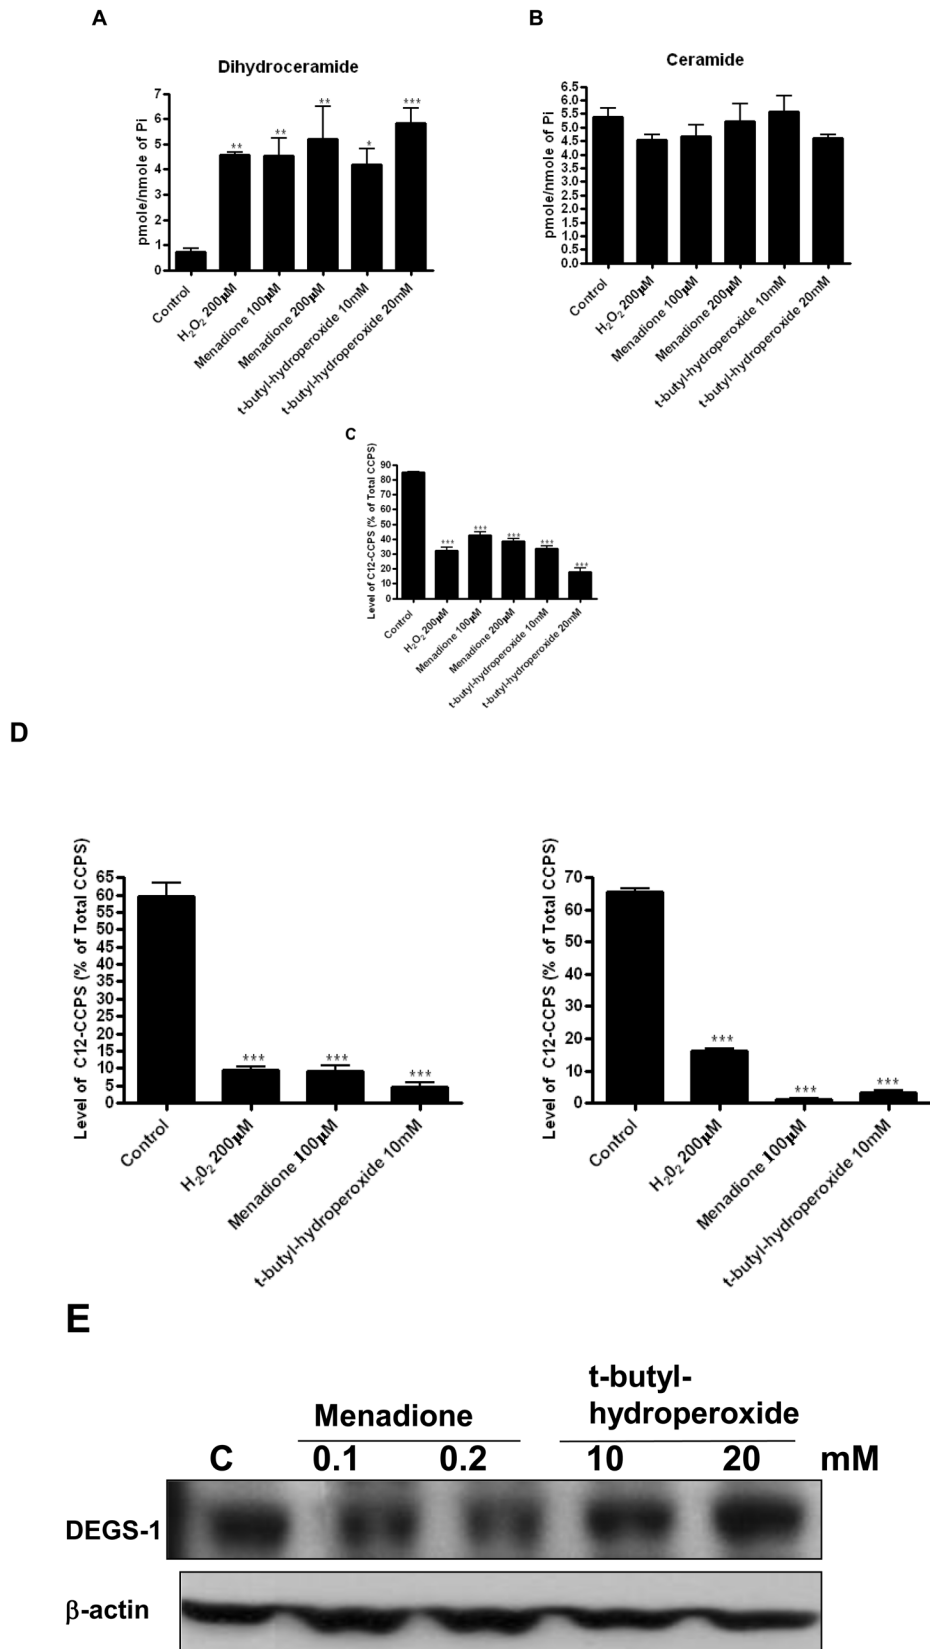 A
Dihydroceramide
pmole/nmole of Pi
7
6
5
4
3
2
1
0
**
**
**
*
***
Control
H₂O₂ 200μM
Menadione 100μM
Menadione 200μM
t-butyl-hydroperoxide 10mM
t-butyl-hydroperoxide 20mM
B
Ceramide
pmole/nmole of Pi
6.5
6.0
5.5
5.0
4.5
4.0
3.5
3.0
2.5
2.0
1.5
1.0
0.5
0.0
Control
H₂O₂ 200μM
Menadione 100μM
Menadione 200μM
t-butyl-hydroperoxide 10mM
t-butyl-hydroperoxide 20mM
C
Level of C12-CCPS (% of Total CCPS)
90
80
70
60
50
40
30
20
10
0
***
***
***
***
***
Control
H₂O₂ 200μM
Menadione 100μM
Menadione 200μM
t-butyl-hydroperoxide 10mM
t-butyl-hydroperoxide 20mM
D
Level of C12-CCPS (% of Total CCPS)
65
60
55
50
45
40
35
30
25
20
15
10
5
0
***
***
***
Control
H₂0₂ 200μM
Menadione 100μM
t-butyl-hydroperoxide 10mM
Level of C12-CCPS (% of Total CCPS)
70
60
50
40
30
20
10
0
***
***
***
Control
H₂0₂ 200μM
Menadione 100μM
t-butyl-hydroperoxide 10mM
E
Menadione
t-butyl-
hydroperoxide
C 0.1 0.2 10 20 mM
DEGS-1
β-actin